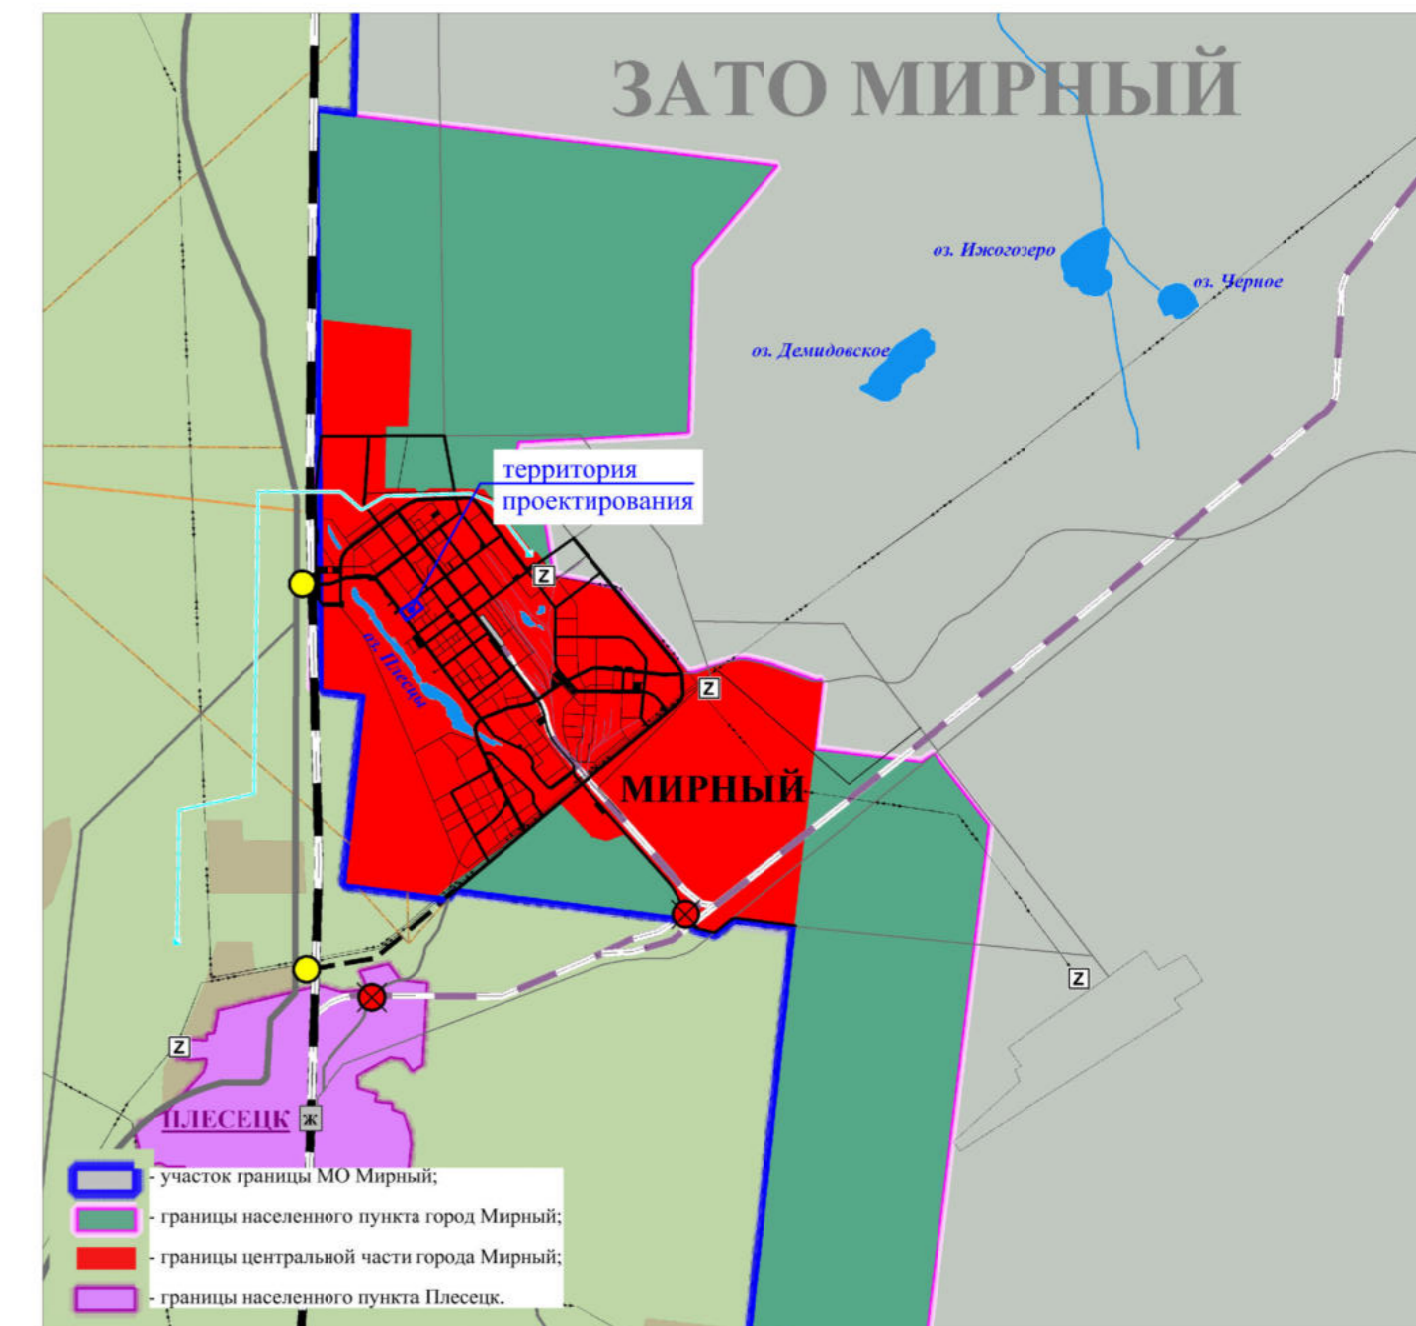 ЗАТО МИРНЫЙ
оз. Ижогозеро
оз. Черное
оз. Демидовское
территория
проектирования
Z
оз. Плесцы
Z
МИРНЫЙ
Z
Z
ПЛЕСЕЦК
Ж
- участок границы МО Мирный;
- границы населенного пункта город Мирный;
- границы центральной части города Мирный;
- границы населенного пункта Плесецк.